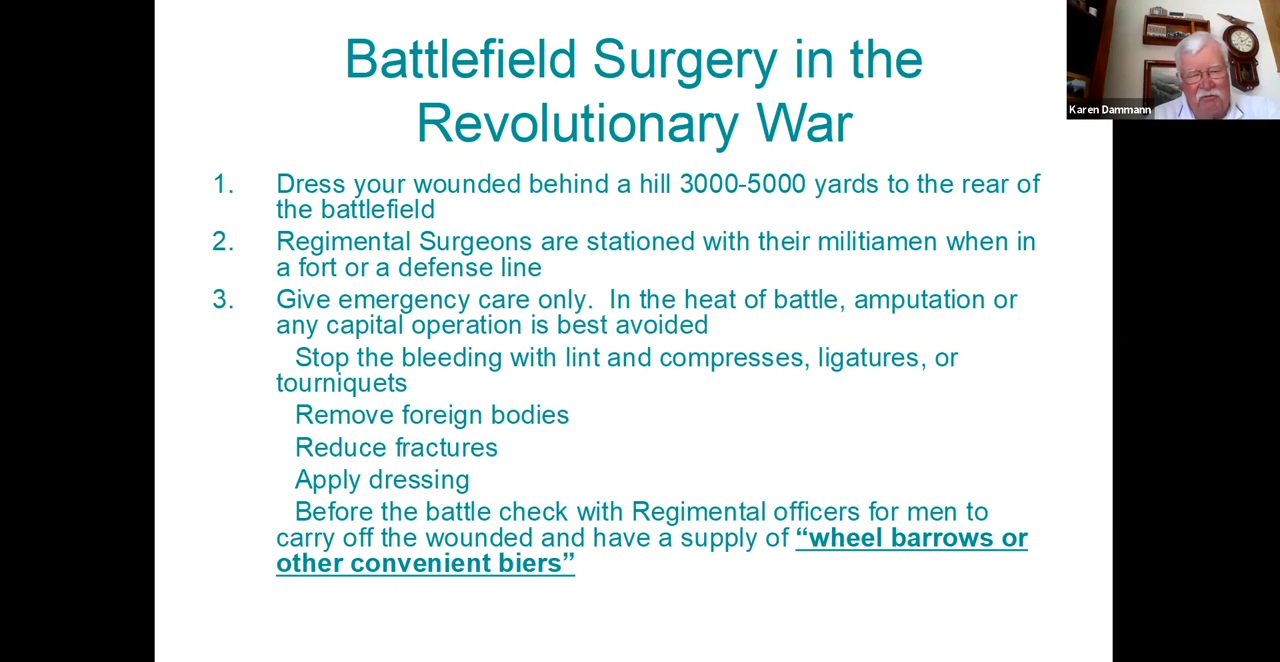 Battlefield Surgery in the
Revolutionary War
Karen Dammann
1. Dress your wounded behind a hill 3000-5000 yards to the rear of
the battlefield
2. Regimental Surgeons are stationed with their militiamen when in
a fort or a defense line
3. Give emergency care only.  In the heat of battle, amputation or
any capital operation is best avoided
Stop the bleeding with lint and compresses, ligatures, or
tourniquets
Remove foreign bodies
Reduce fractures
Apply dressing
Before the battle check with Regimental officers for men to
carry off the wounded and have a supply of “wheel barrows or
other convenient biers”